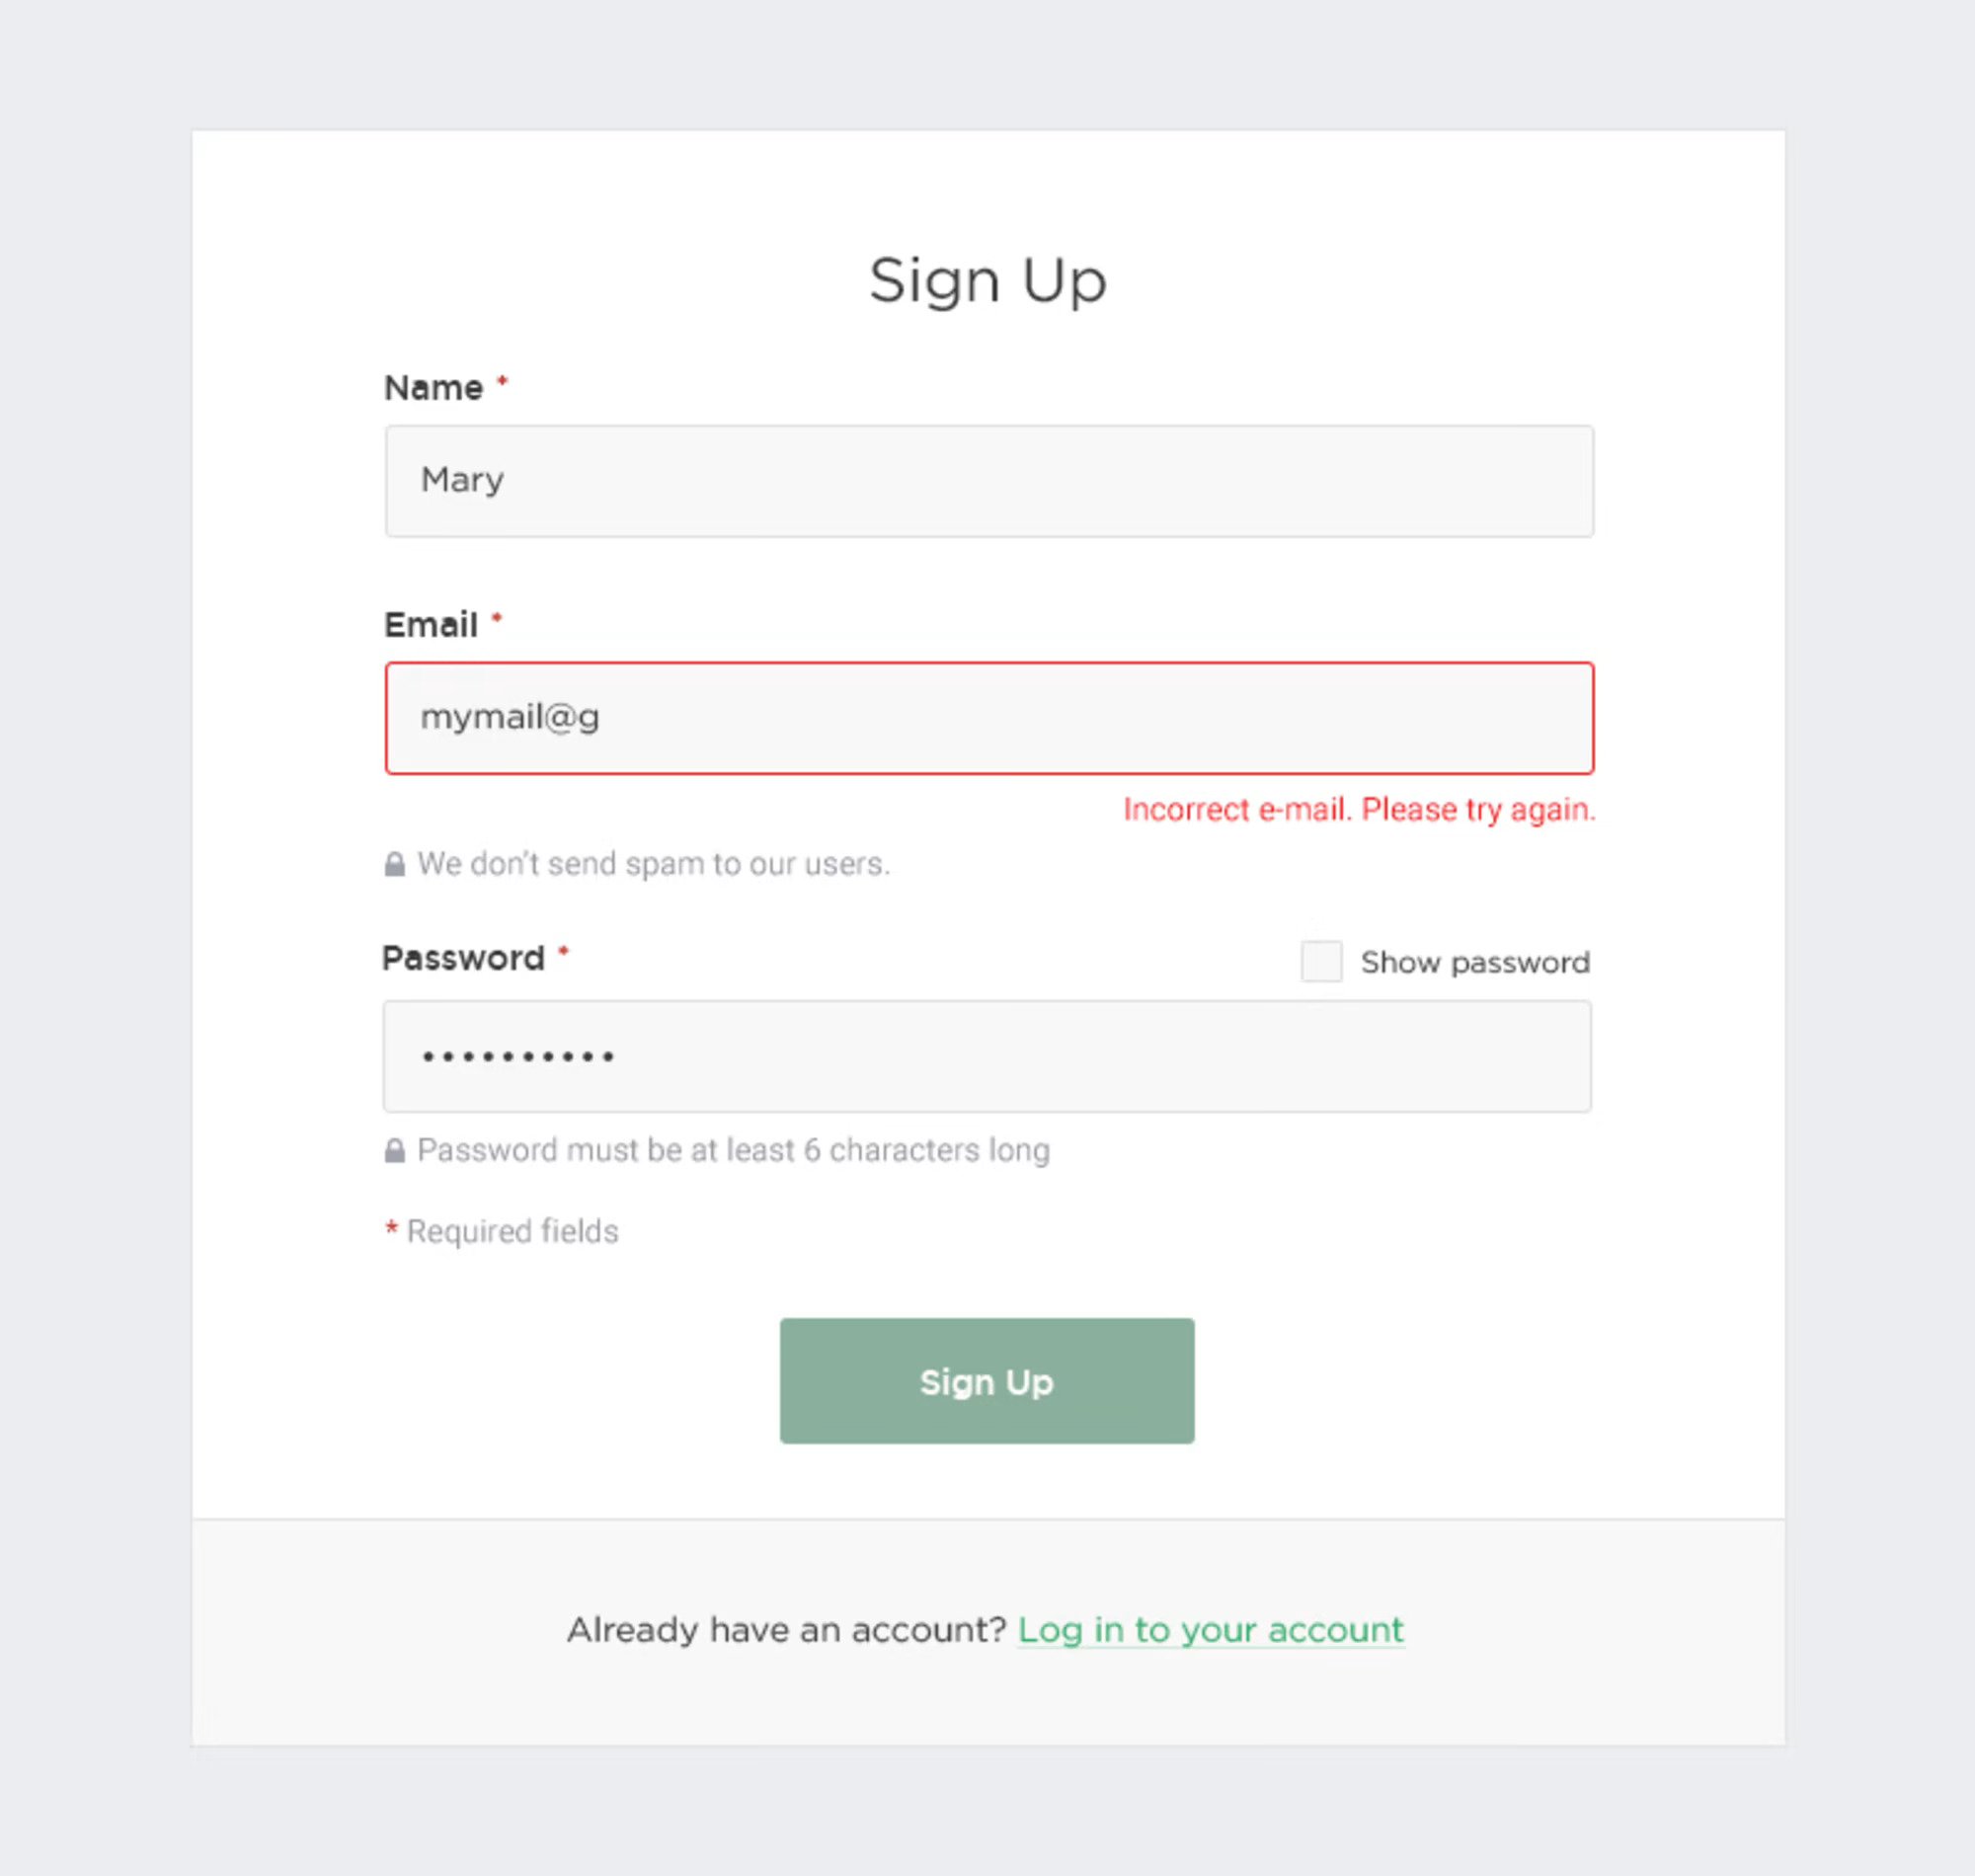 Sign Up
Name *
Mary
Email *
mymail@g
Incorrect e-mail. Please try again.
We don't send spam to our users.
Password *
Show password
••••••••••
Password must be at least 6 characters long
* Required fields
Sign Up
Already have an account? Log in to your account